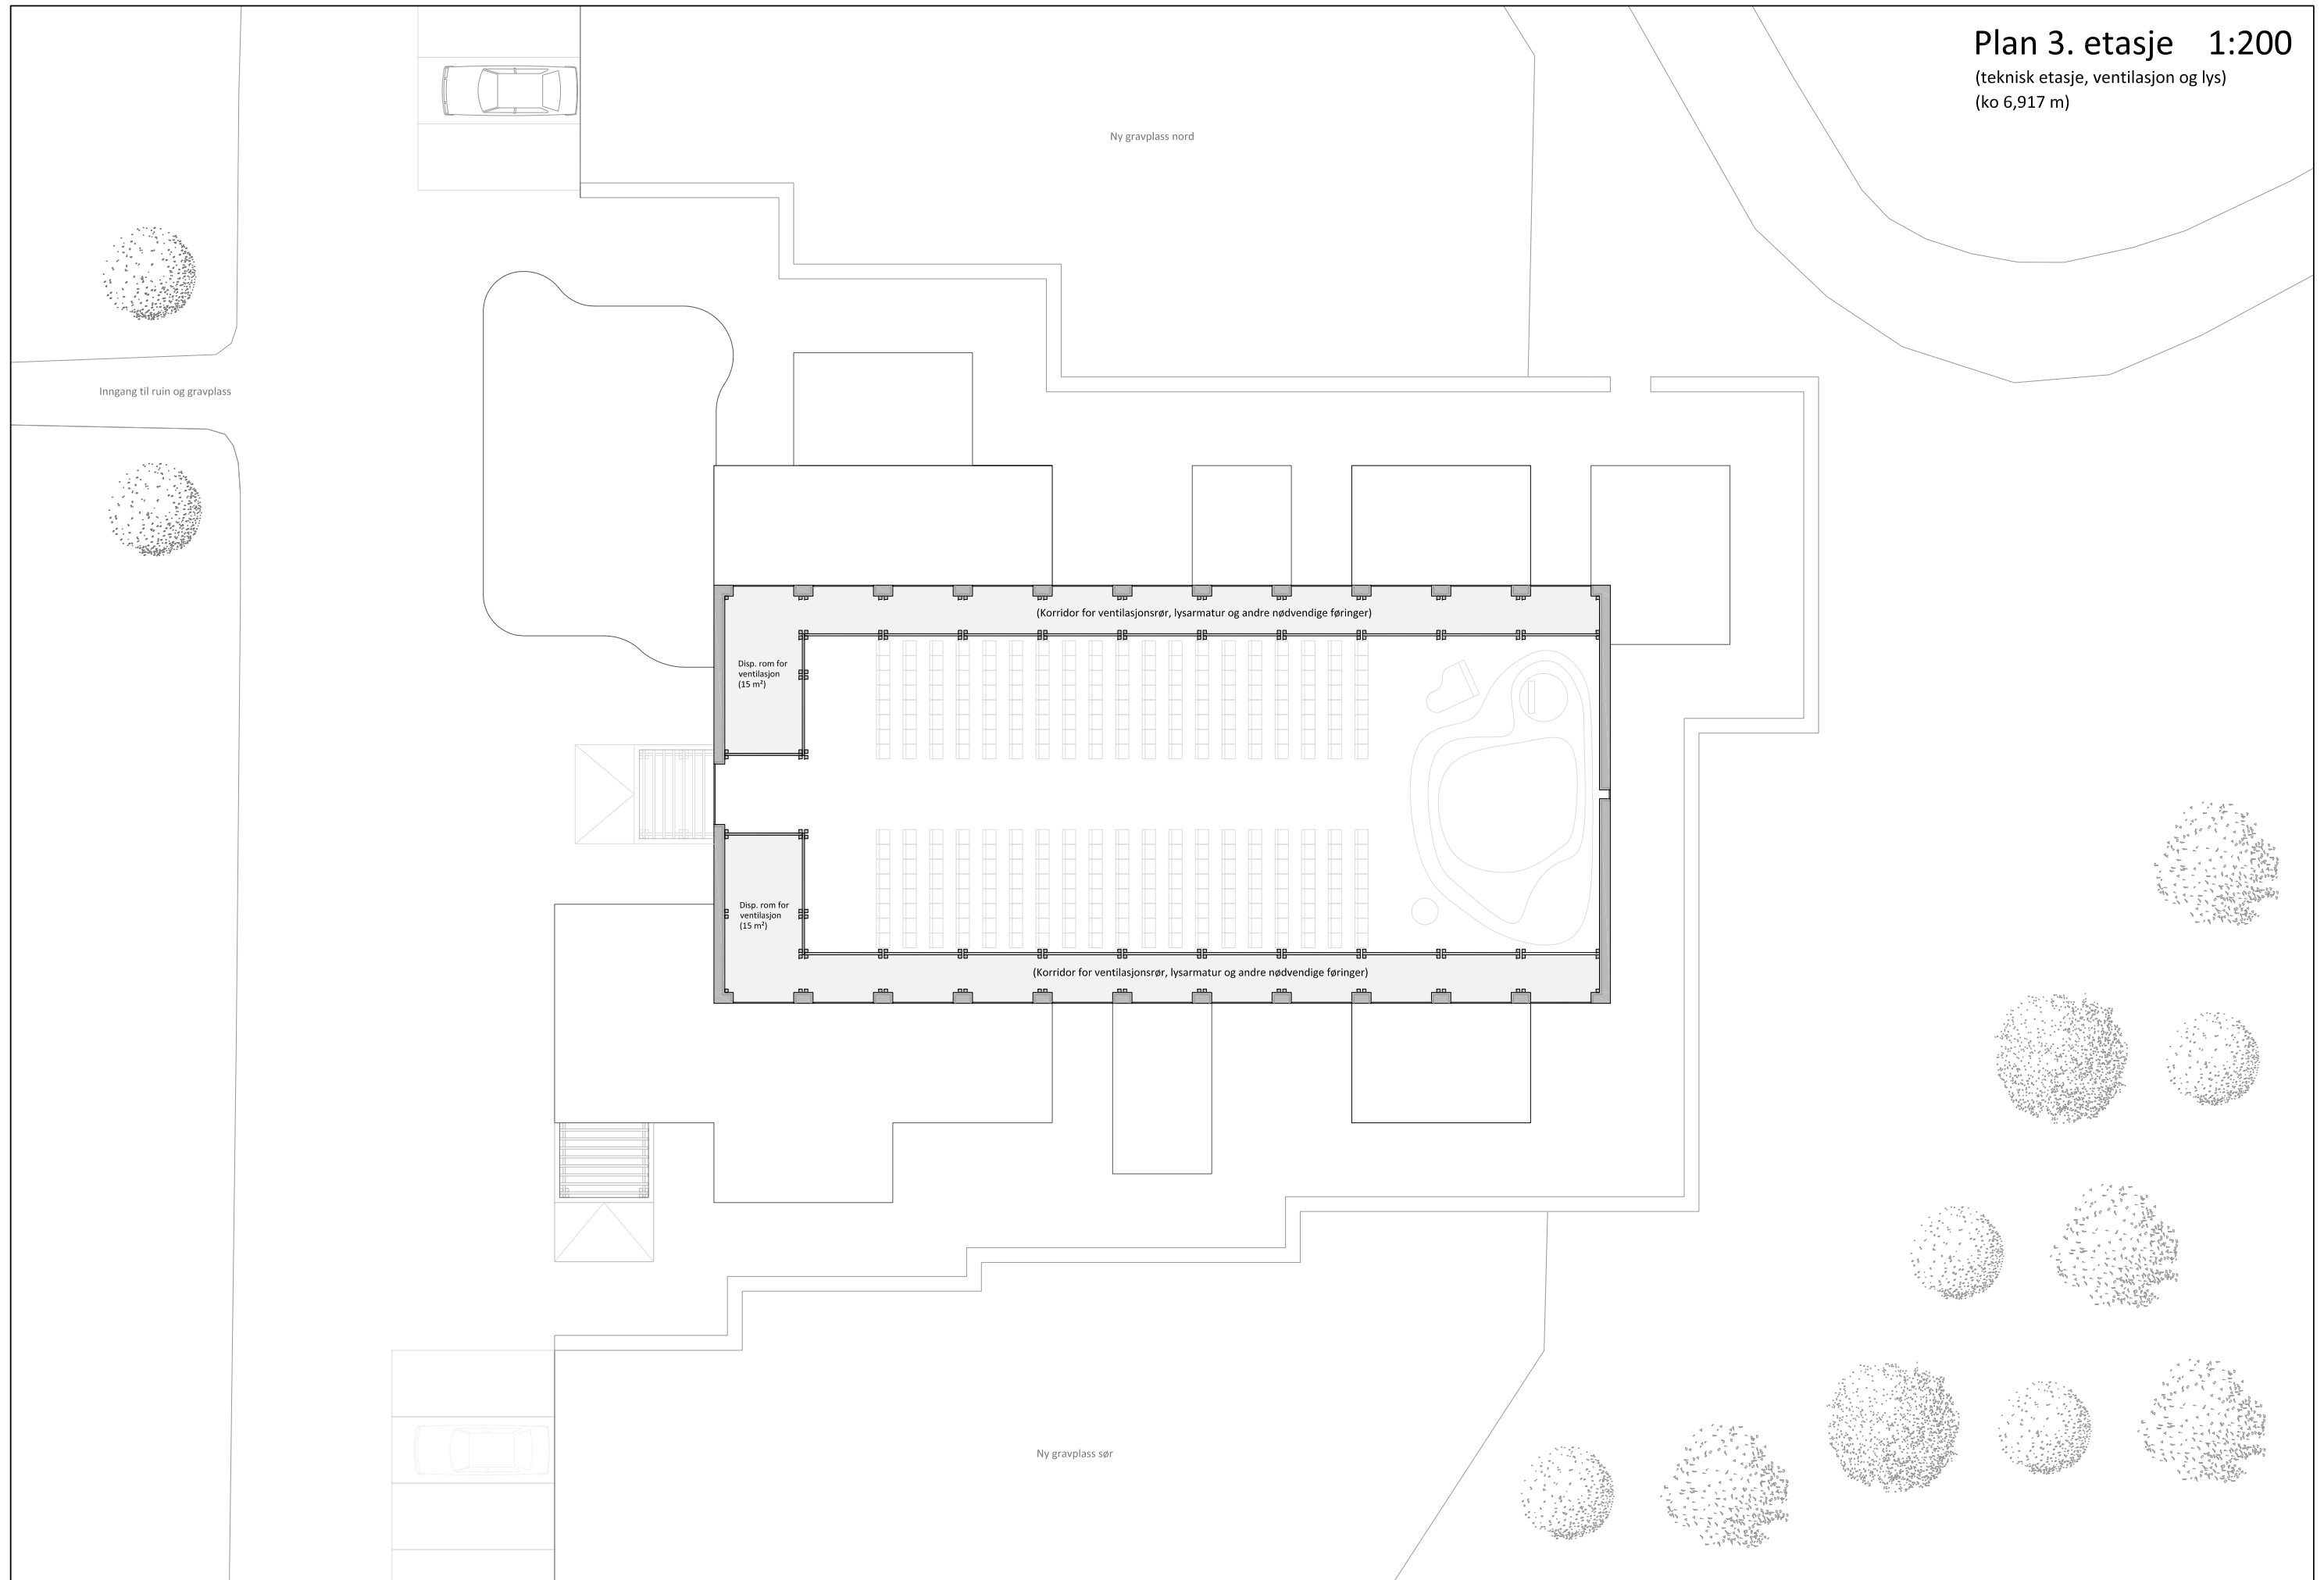 Plan 3. etasje 1:200
(teknisk etasje, ventilasjon og lys)
(ko 6,917 m)
Ny gravplass nord
Inngang til ruin og gravplass
(Korridor for ventilasjonsrør, lysarmatur og andre nødvendige føringer)
Disp. rom for
ventilasjon
(15 m²)
Disp. rom for
ventilasjon
(15 m²)
(Korridor for ventilasjonsrør, lysarmatur og andre nødvendige føringer)
Ny gravplass sør